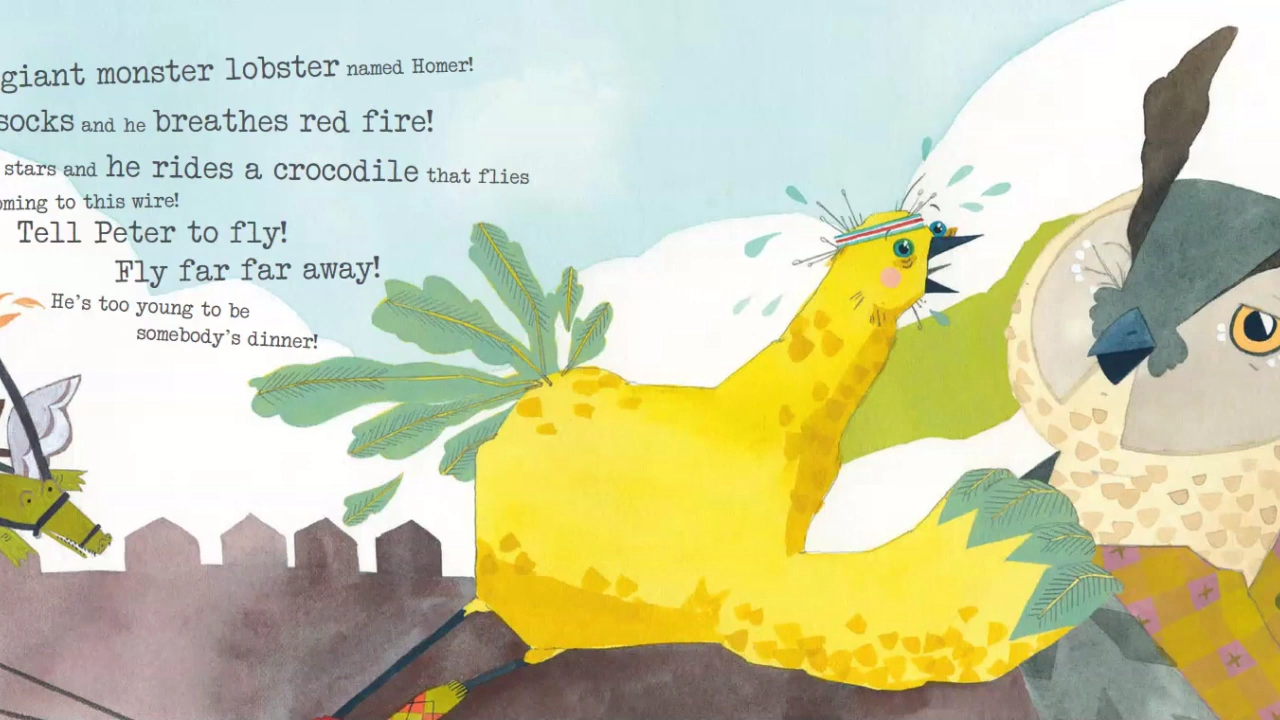 giant monster lobster named Homer!
socks and he breathes red fire!
stars and he rides a crocodile that flies
to this wire!
Tell Peter to fly!
Fly far far away!
He's too young to be
somebody's dinner!